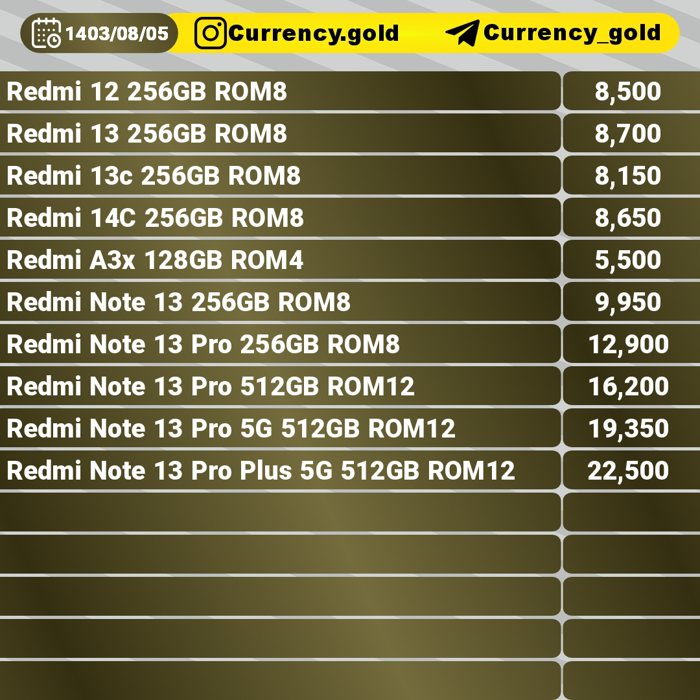 1403/08/05 Currency.gold Currency_gold
Redmi 12 256GB ROM8 8,500
Redmi 13 256GB ROM8 8,700
Redmi 13c 256GB ROM8 8,150
Redmi 14C 256GB ROM8 8,650
Redmi A3x 128GB ROM4 5,500
Redmi Note 13 256GB ROM8 9,950
Redmi Note 13 Pro 256GB ROM8 12,900
Redmi Note 13 Pro 512GB ROM12 16,200
Redmi Note 13 Pro 5G 512GB ROM12 19,350
Redmi Note 13 Pro Plus 5G 512GB ROM12 22,500